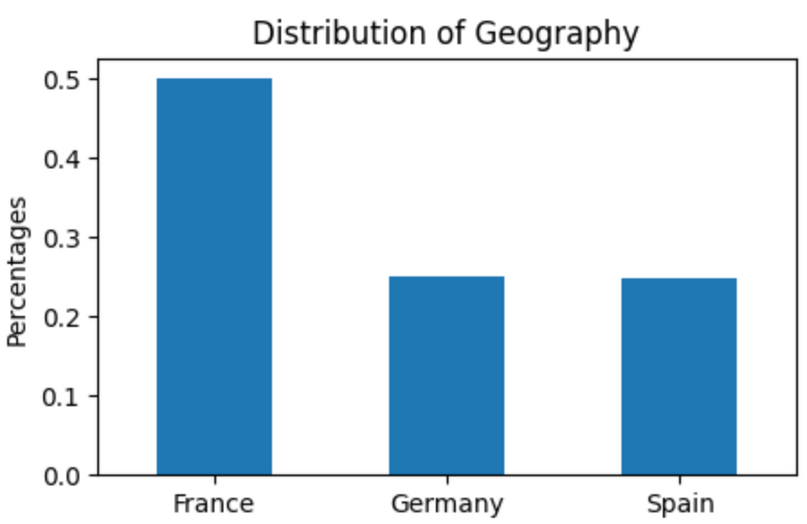 Distribution of Geography
Percentages
0.5
0.4
0.3
0.2
0.1
0.0
France
Germany
Spain